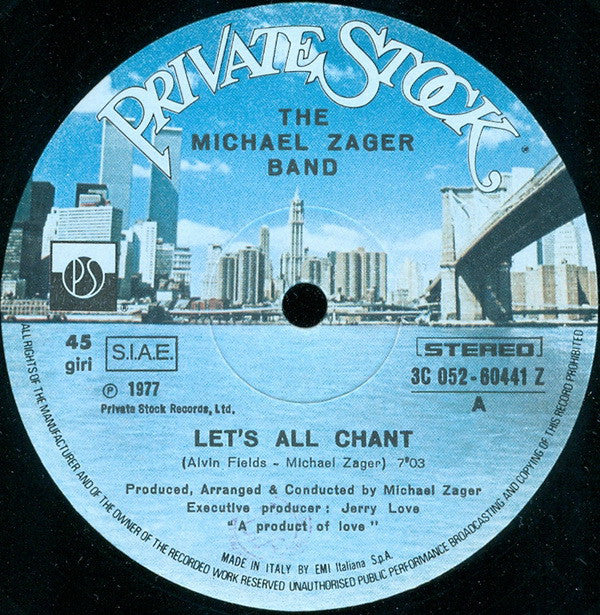 PRIVATE STOCK
THE
MICHAEL ZAGER
BAND
PS
45
giri
S.I.A.E.
STEREO
3C 052-60441 Z
A
℗ 1977
Private Stock Records, Ltd.
LET'S ALL CHANT
(Alvin Fields - Michael Zager) 7"03
Produced, Arranged & Conducted by Michael Zager
Executive producer: Jerry Love
"A product of love"
MADE IN ITALY BY EMI Italiana S.p.A.
ALL RIGHTS OF THE MANUFACTURER AND OF THE OWNER OF THE RECORDED WORK RESERVED UNAUTHORISED PUBLIC PERFORMANCE BROADCASTING AND COPYING OF THIS RECORD PROHIBITED